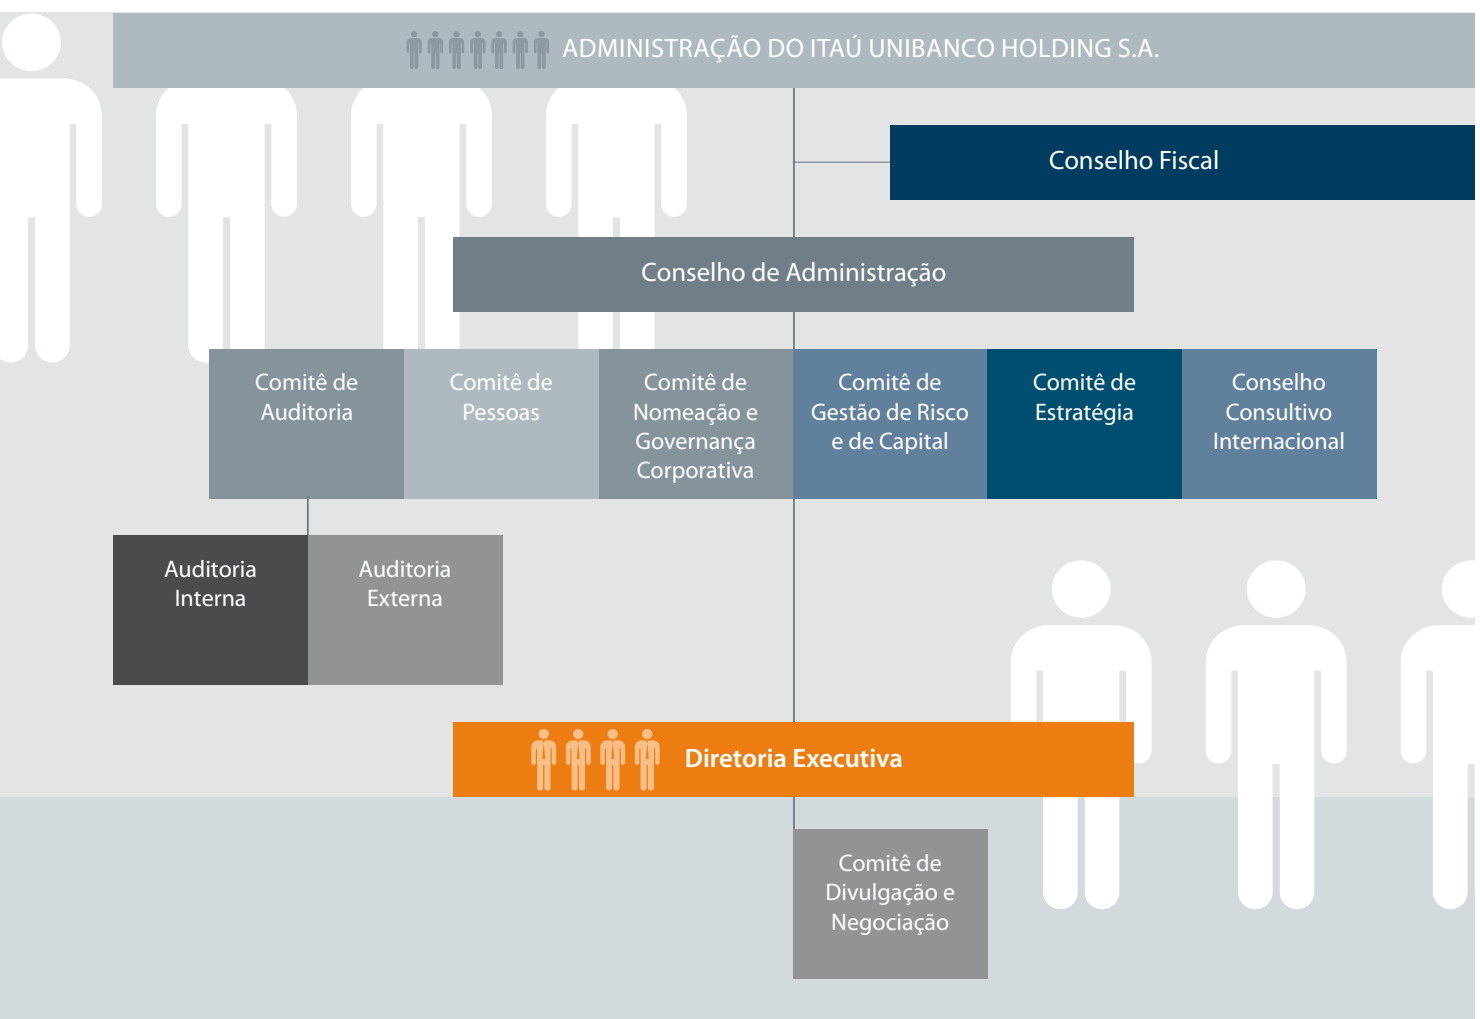 ADMINISTRAÇÃO DO ITAÚ UNIBANCO HOLDING S.A.
Conselho Fiscal
Conselho de Administração
Comitê de
Auditoria
Comitê de
Pessoas
Comitê de
Nomeação e
Governança
Corporativa
Comitê de
Gestão de Risco
e de Capital
Comitê de
Estratégia
Conselho
Consultivo
Internacional
Auditoria
Interna
Auditoria
Externa
Diretoria Executiva
Comitê de
Divulgação e
Negociação